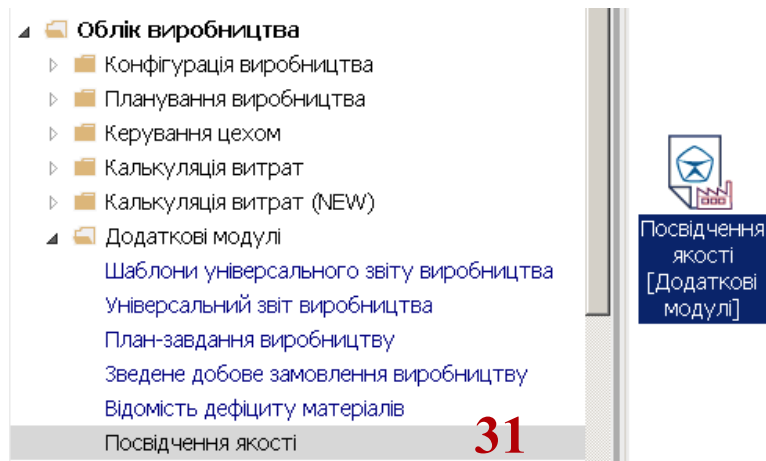 Облік виробництва
Конфігурація виробництва
Планування виробництва
Керування цехом
Калькуляція витрат
Калькуляція витрат (NEW)
Додаткові модулі
Шаблони універсального звіту виробництва
Універсальний звіт виробництва
План-завдання виробництву
Зведене добове замовлення виробництву
Відомість дефіциту матеріалів
Посвідчення якості
31
Посвідчення
якості
[Додаткові
модулі]